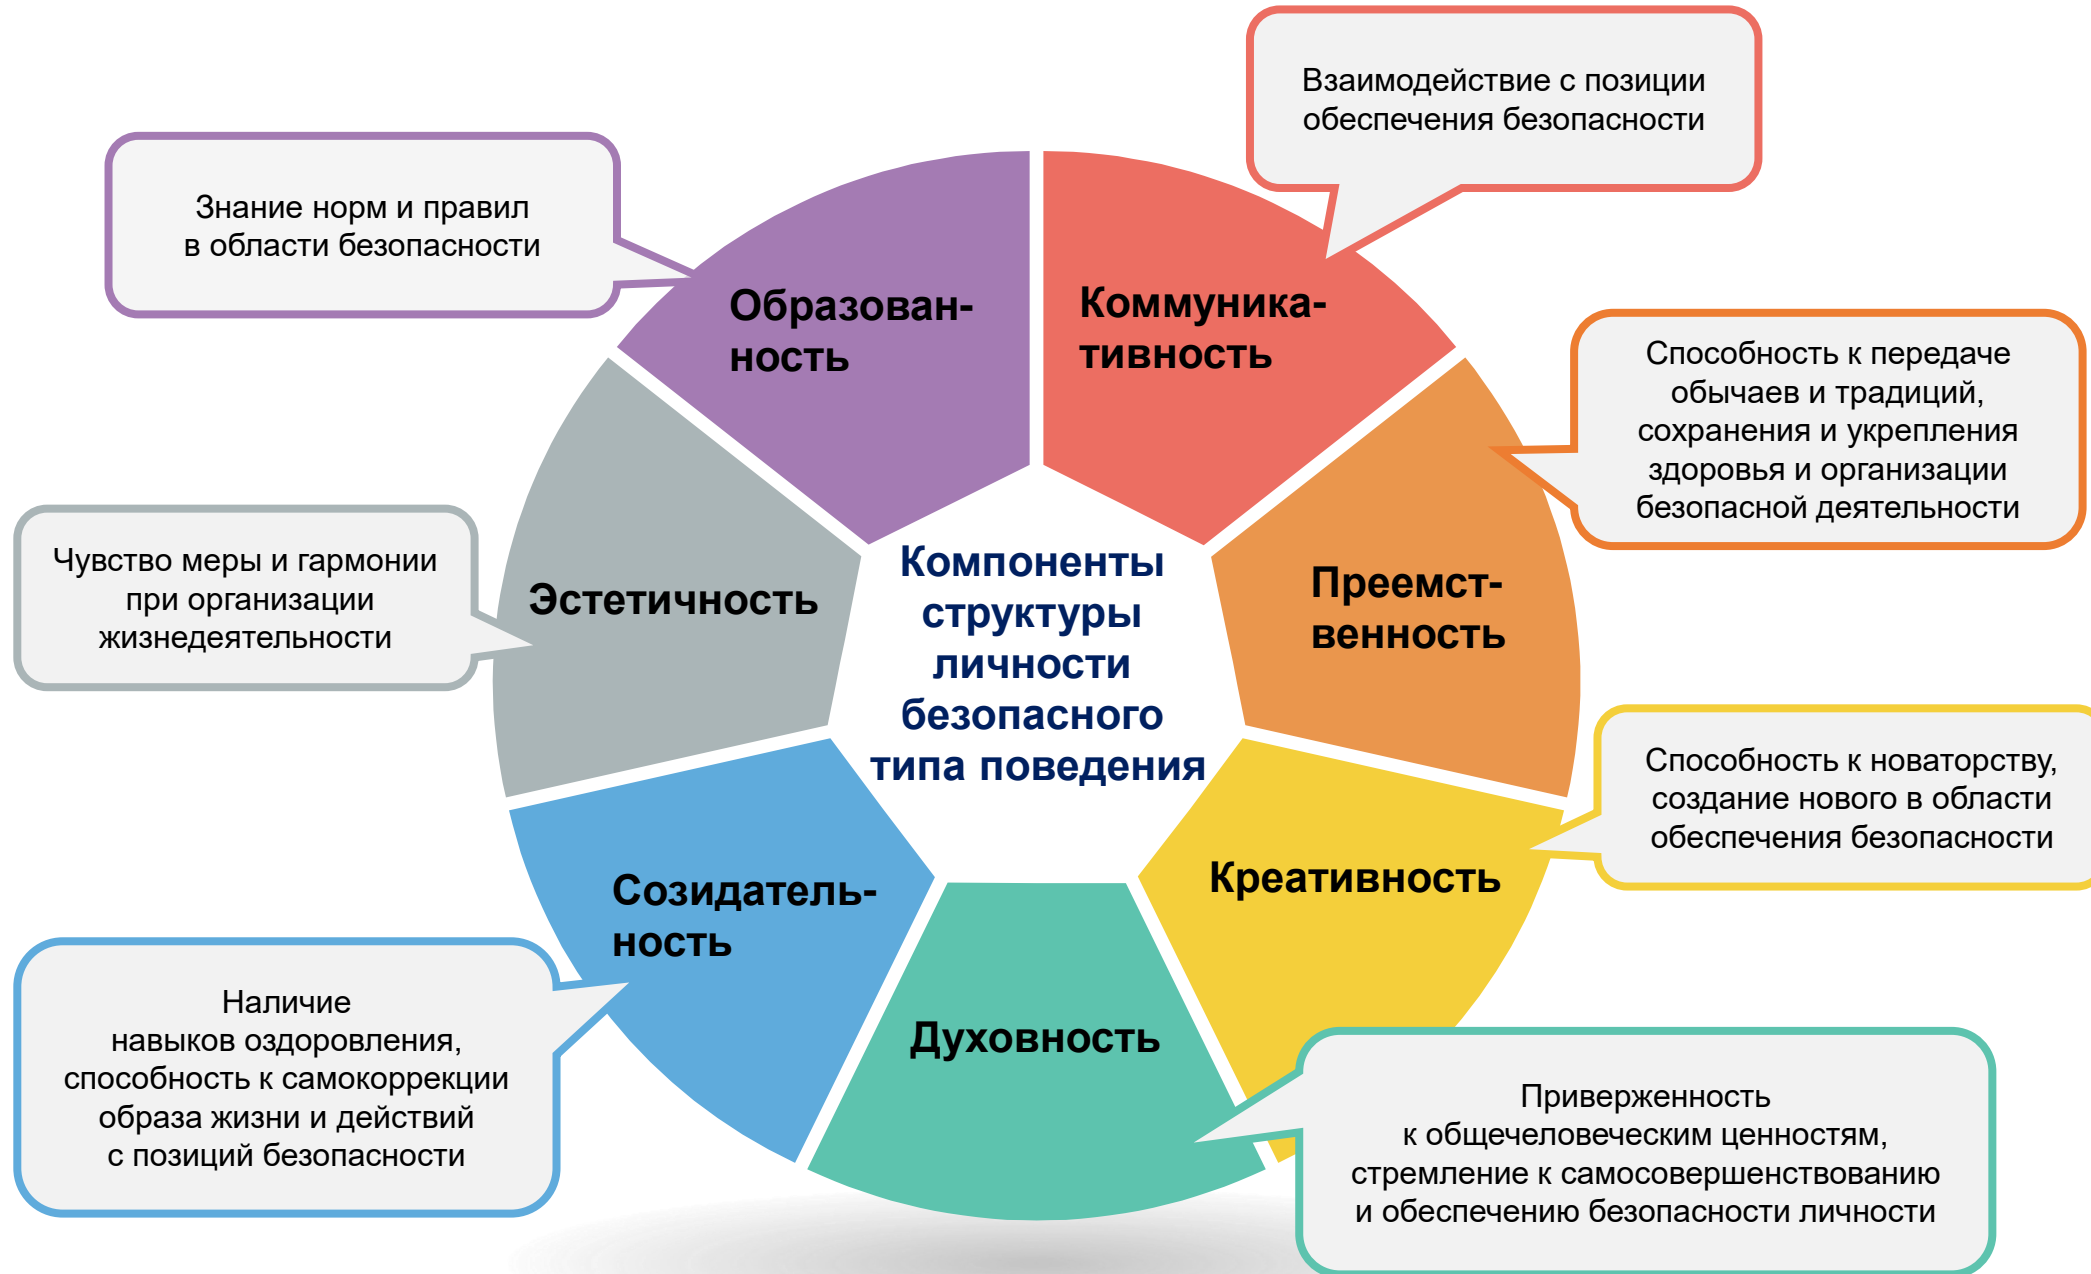 Взаимодействие с позиции
обеспечения безопасности
Знание норм и правил
в области безопасности
Образован-
ность
Коммуника-
тивность
Способность к передаче
обычаев и традиций,
сохранения и укрепления
здоровья и организации
безопасной деятельности
Чувство меры и гармонии
при организации
жизнедеятельности
Эстетичность
Компоненты
структуры
личности
безопасного
типа поведения
Преемст-
венность
Способность к новаторству,
создание нового в области
обеспечения безопасности
Креативность
Созидатель-
ность
Наличие
навыков оздоровления,
способность к самокоррекции
образа жизни и действий
с позиций безопасности
Духовность
Приверженность
к общечеловеческим ценностям,
стремление к самосовершенствованию
и обеспечению безопасности личности